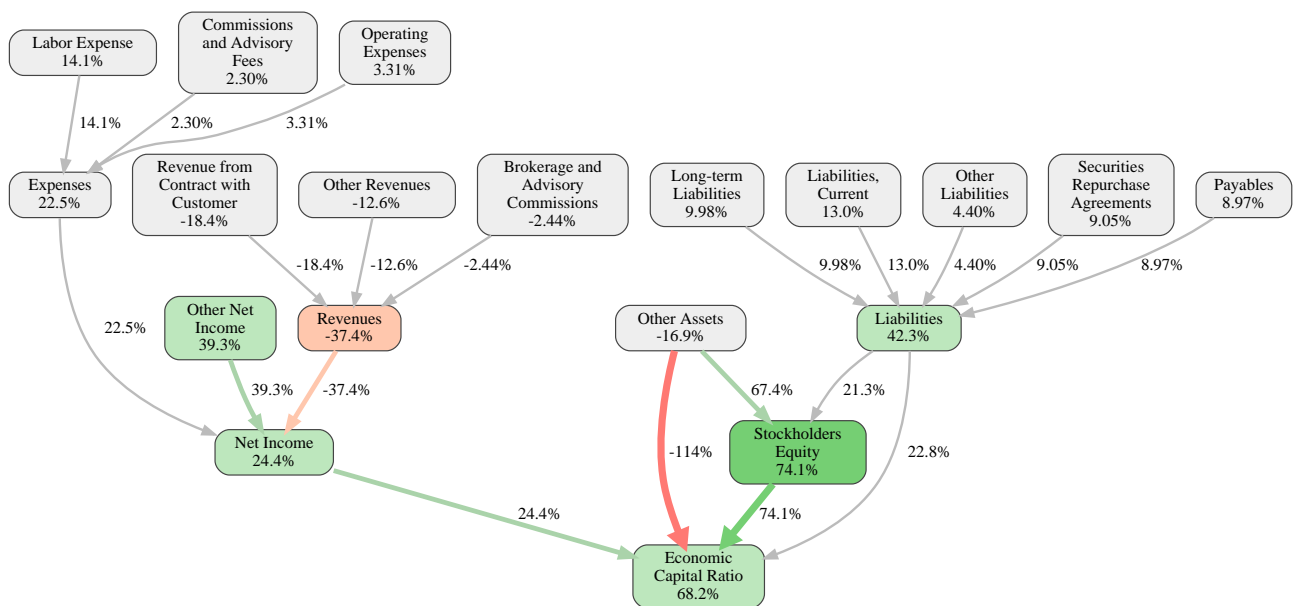 Labor Expense
14.1%
Commissions
and Advisory
Fees
2.30%
Operating
Expenses
3.31%
14.1%
2.30%
3.31%
Expenses
22.5%
Revenue from
Contract with
Customer
-18.4%
Other Revenues
-12.6%
Brokerage and
Advisory
Commissions
-2.44%
Long-term
Liabilities
9.98%
Liabilities,
Current
13.0%
Other
Liabilities
4.40%
Securities
Repurchase
Agreements
9.05%
Payables
8.97%
-18.4%
-12.6%
-2.44%
9.98%
13.0%
4.40%
9.05%
8.97%
22.5%
Other Net
Income
39.3%
Revenues
-37.4%
Other Assets
-16.9%
Liabilities
42.3%
39.3%
-37.4%
67.4%
21.3%
Net Income
24.4%
-114%
Stockholders
Equity
74.1%
22.8%
24.4%
74.1%
Economic
Capital Ratio
68.2%